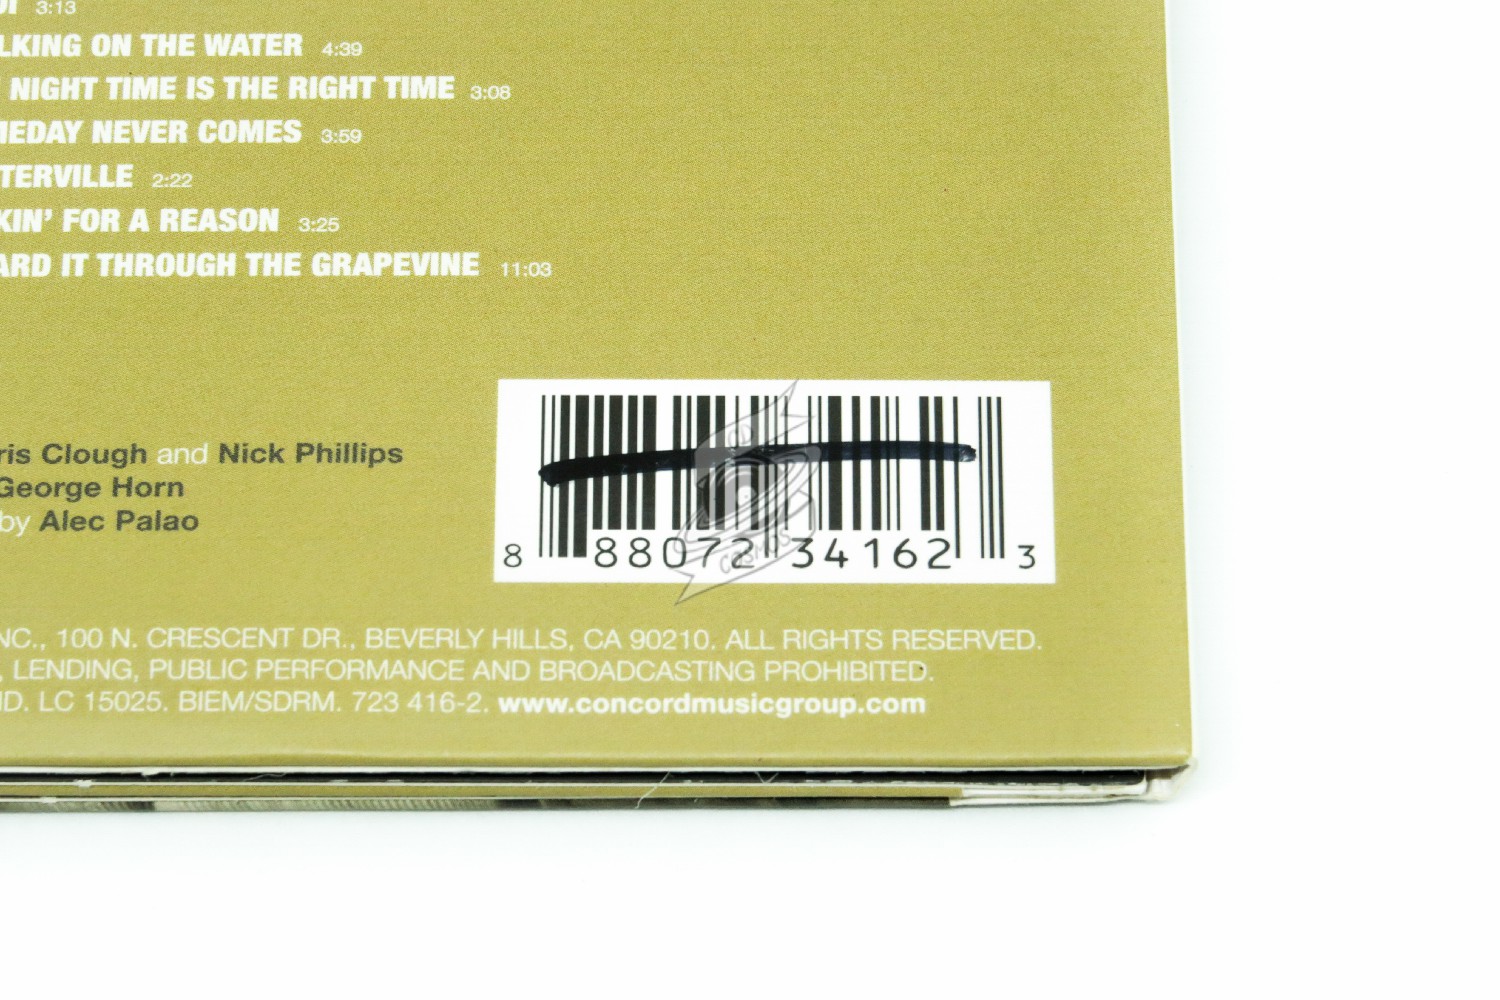 3:13
LKING ON THE WATER 4:39
NIGHT TIME IS THE RIGHT TIME 3:08
MEDAY NEVER COMES 3:59
TERVILLE 2:22
KIN' FOR A REASON 3:25
ARD IT THROUGH THE GRAPEVINE 11:03
ris Clough and Nick Phillips
George Horn
by Alec Palao
CD
COSMOS
8 88072 34162 3
NC., 100 N. CRESCENT DR., BEVERLY HILLS, CA 90210. ALL RIGHTS RESERVED.
, LENDING, PUBLIC PERFORMANCE AND BROADCASTING PROHIBITED.
ND. LC 15025. BIEM/SDRM. 723 416-2. www.concordmusicgroup.com